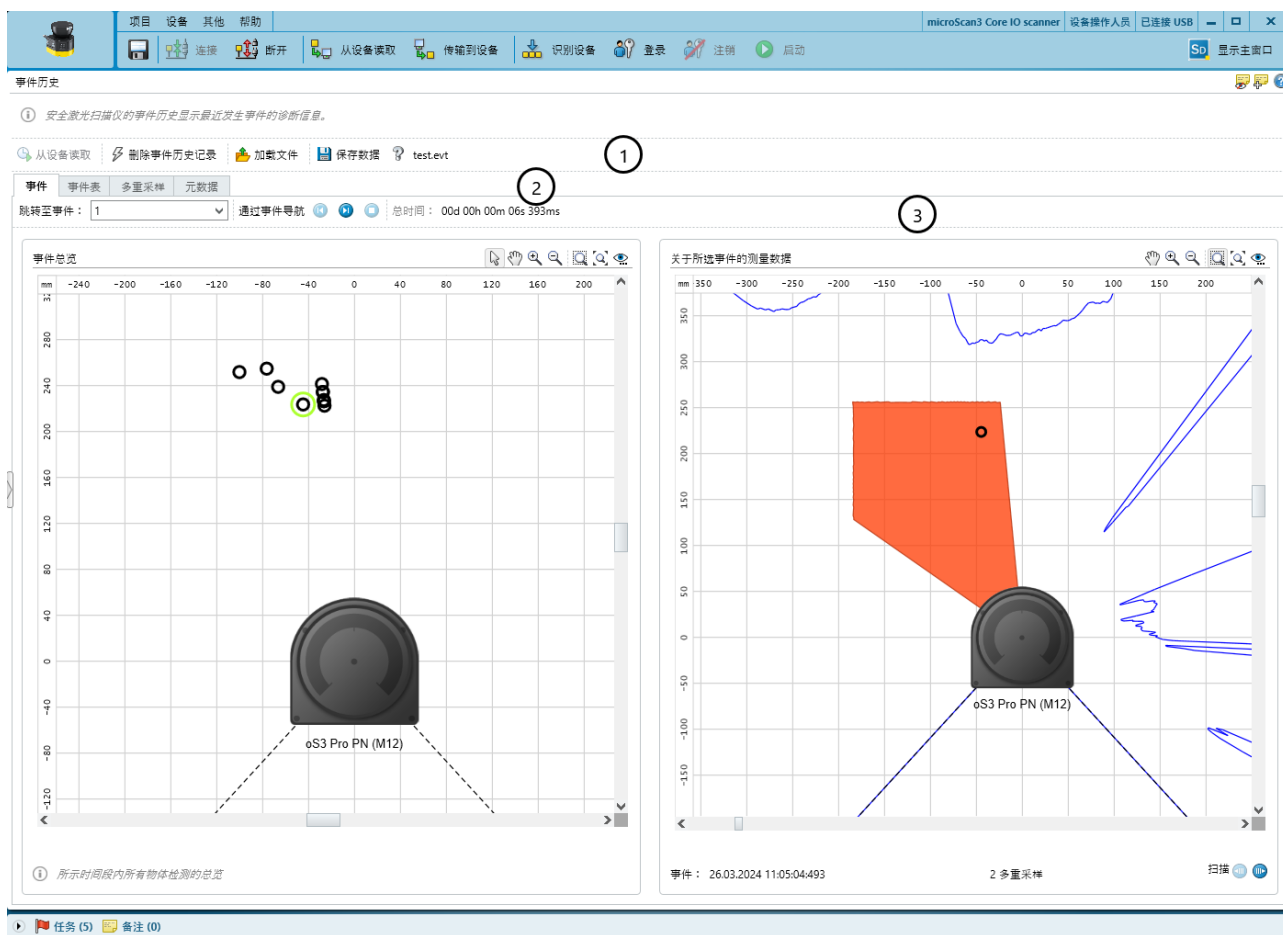 项目 设备 其他 帮助
microScan3 Core IO scanner 设备操作人员 已连接 USB
连接 断开 从设备读取 传输到设备 识别设备 登录 注销 启动 SD 显示主窗口
事件历史
安全激光扫描仪的事件历史显示最近发生事件的诊断信息。
从设备读取 删除事件历史记录 加载文件 保存数据 test.evt 1
事件 事件表 多重采样 元数据 2
跳转至事件： 1 通过事件导航 总时间： 00d 00h 00m 06s 393ms 3
事件总览
mm -240 -200 -160 -120 -80 -40 0 40 80 120 160 200
280
240
200
160
120
80
40
0
-40
-80
-120
oS3 Pro PN (M12)
所示时间段内所有物体检测的总览
关于所选事件的测量数据
mm 350 -300 -250 -200 -150 -100 -50 0 50 100 150 200
350
300
250
200
150
100
50
0
-50
-100
-150
oS3 Pro PN (M12)
事件： 26.03.2024 11:05:04:493 2 多重采样 扫描
任务 (5) 备注 (0)